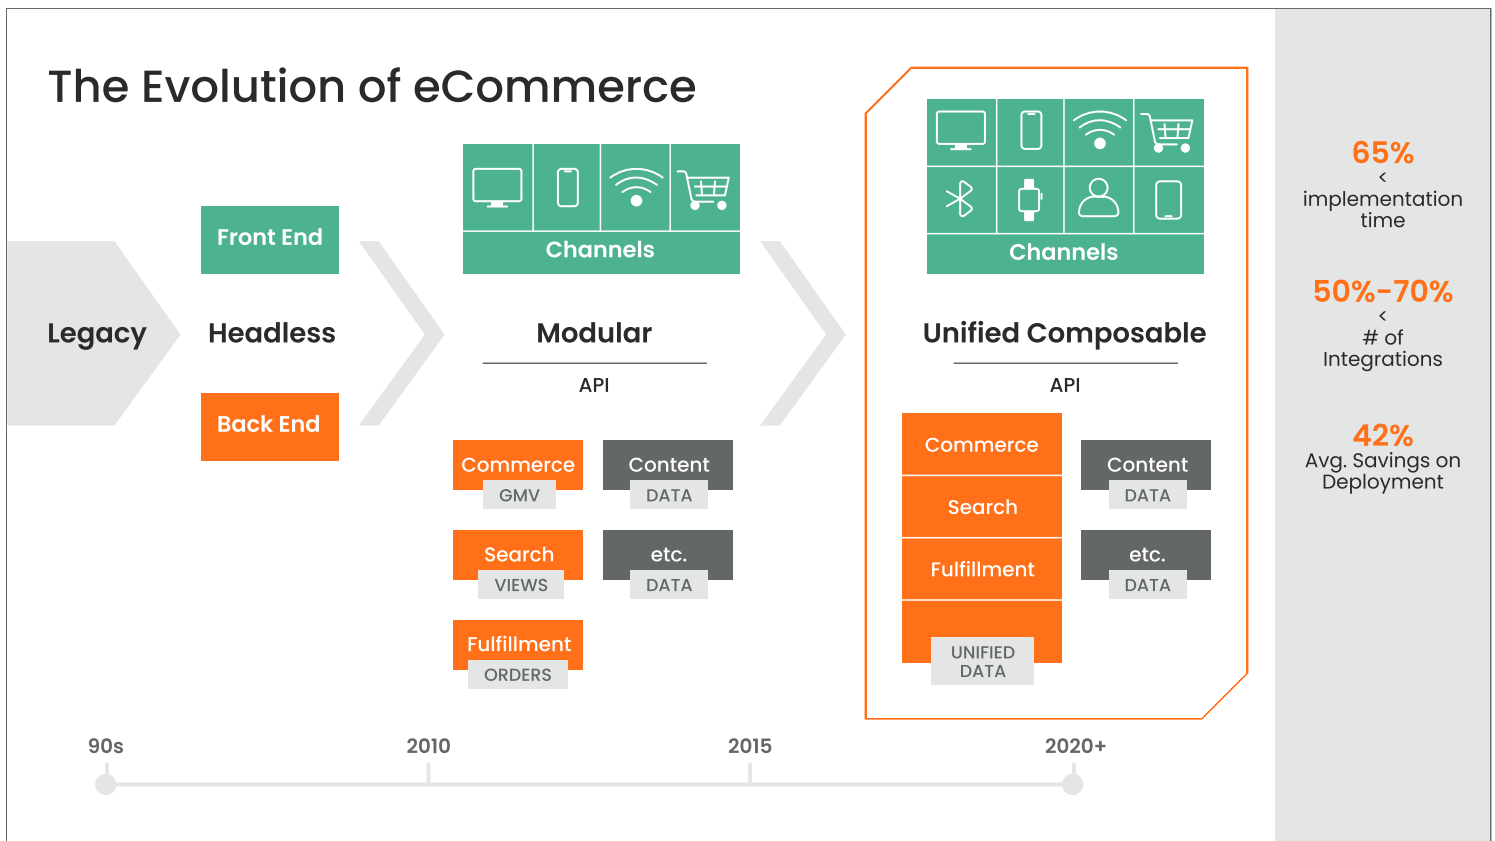 The Evolution of eCommerce
Legacy
Front End
Headless
Back End
Channels
Modular
API
Commerce
GMV
Content
DATA
Search
VIEWS
etc.
DATA
Fulfillment
ORDERS
Channels
Unified Composable
API
Commerce
Search
Fulfillment
UNIFIED
DATA
Content
DATA
etc.
DATA
65%
<
implementation
time
50%-70%
<
# of
Integrations
42%
Avg. Savings on
Deployment
90s
2010
2015
2020+